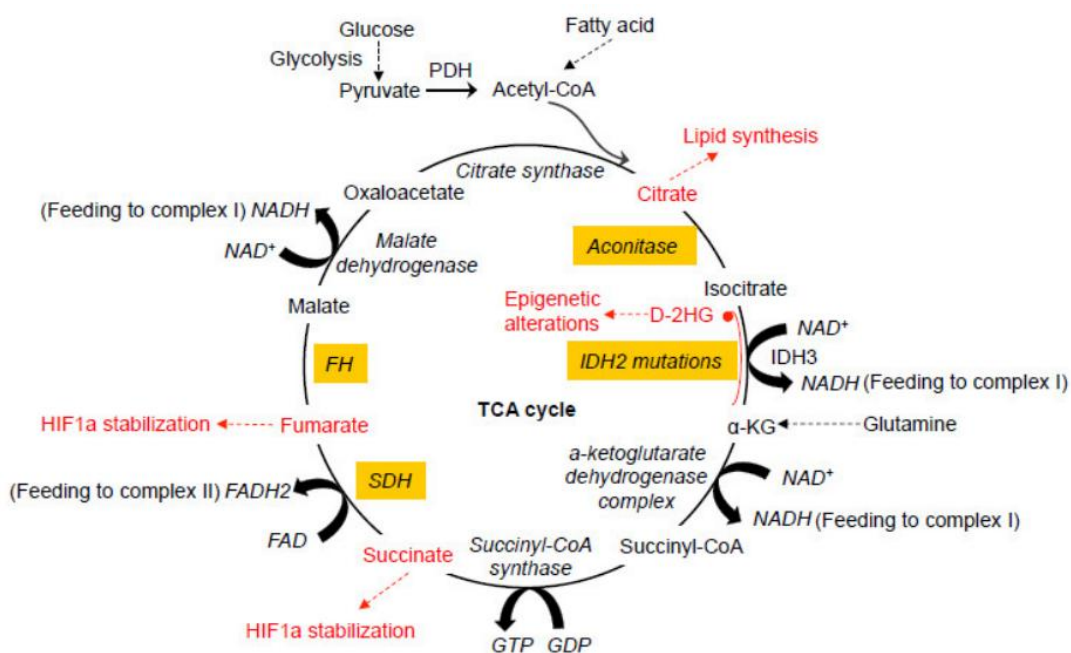 Glucose
Glycolysis
Pyruvate
PDH
Acetyl-CoA
Fatty acid
Lipid synthesis
Citrate synthase
Oxaloacetate
Citrate
(Feeding to complex I) NADH
NAD+
Malate
dehydrogenase
Aconitase
Malate
Isocitrate
Epigenetic
alterations
D-2HG
NAD+
IDH3
NADH (Feeding to complex I)
FH
IDH2 mutations
TCA cycle
HIF1a stabilization
Fumarate
α-KG
Glutamine
a-ketoglutarate
dehydrogenase
complex
NAD+
NADH (Feeding to complex I)
SDH
(Feeding to complex II) FADH2
FAD
Succinate
Succinyl-CoA
synthase
Succinyl-CoA
HIF1a stabilization
GTP
GDP